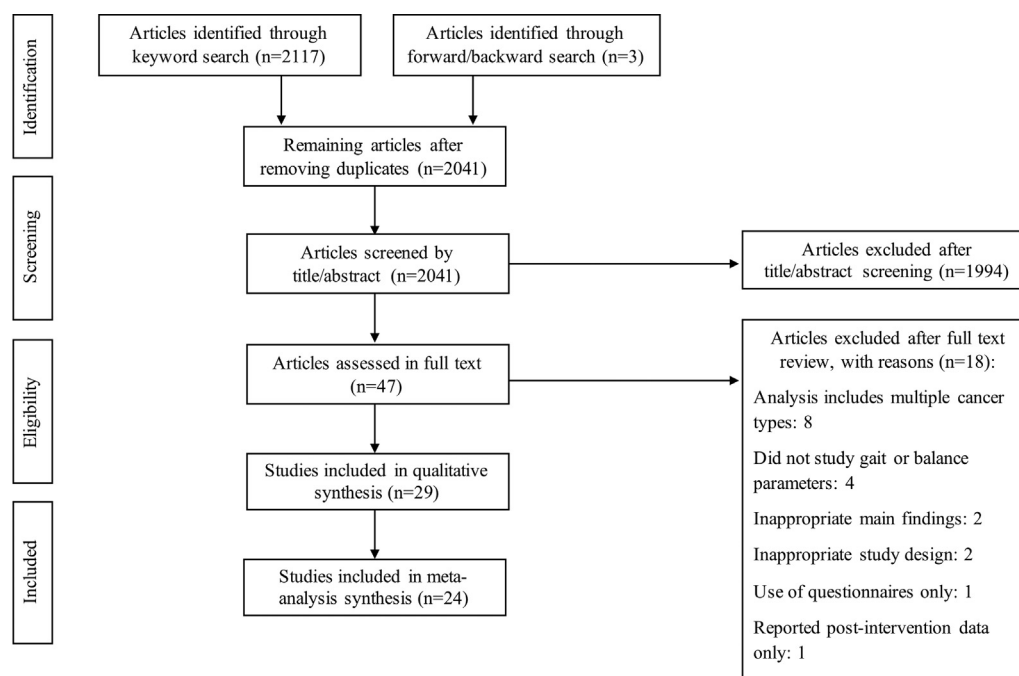 Identification
Articles identified through
keyword search (n=2117)
Articles identified through
forward/backward search (n=3)
Remaining articles after
removing duplicates (n=2041)
Screening
Articles screened by
title/abstract (n=2041)
Articles excluded after
title/abstract screening (n=1994)
Eligibility
Articles assessed in full text
(n=47)
Articles excluded after full text
review, with reasons (n=18):
Analysis includes multiple cancer
types: 8
Did not study gait or balance
parameters: 4
Inappropriate main findings: 2
Inappropriate study design: 2
Use of questionnaires only: 1
Reported post-intervention data
only: 1
Studies included in qualitative
synthesis (n=29)
Included
Studies included in meta-
analysis synthesis (n=24)